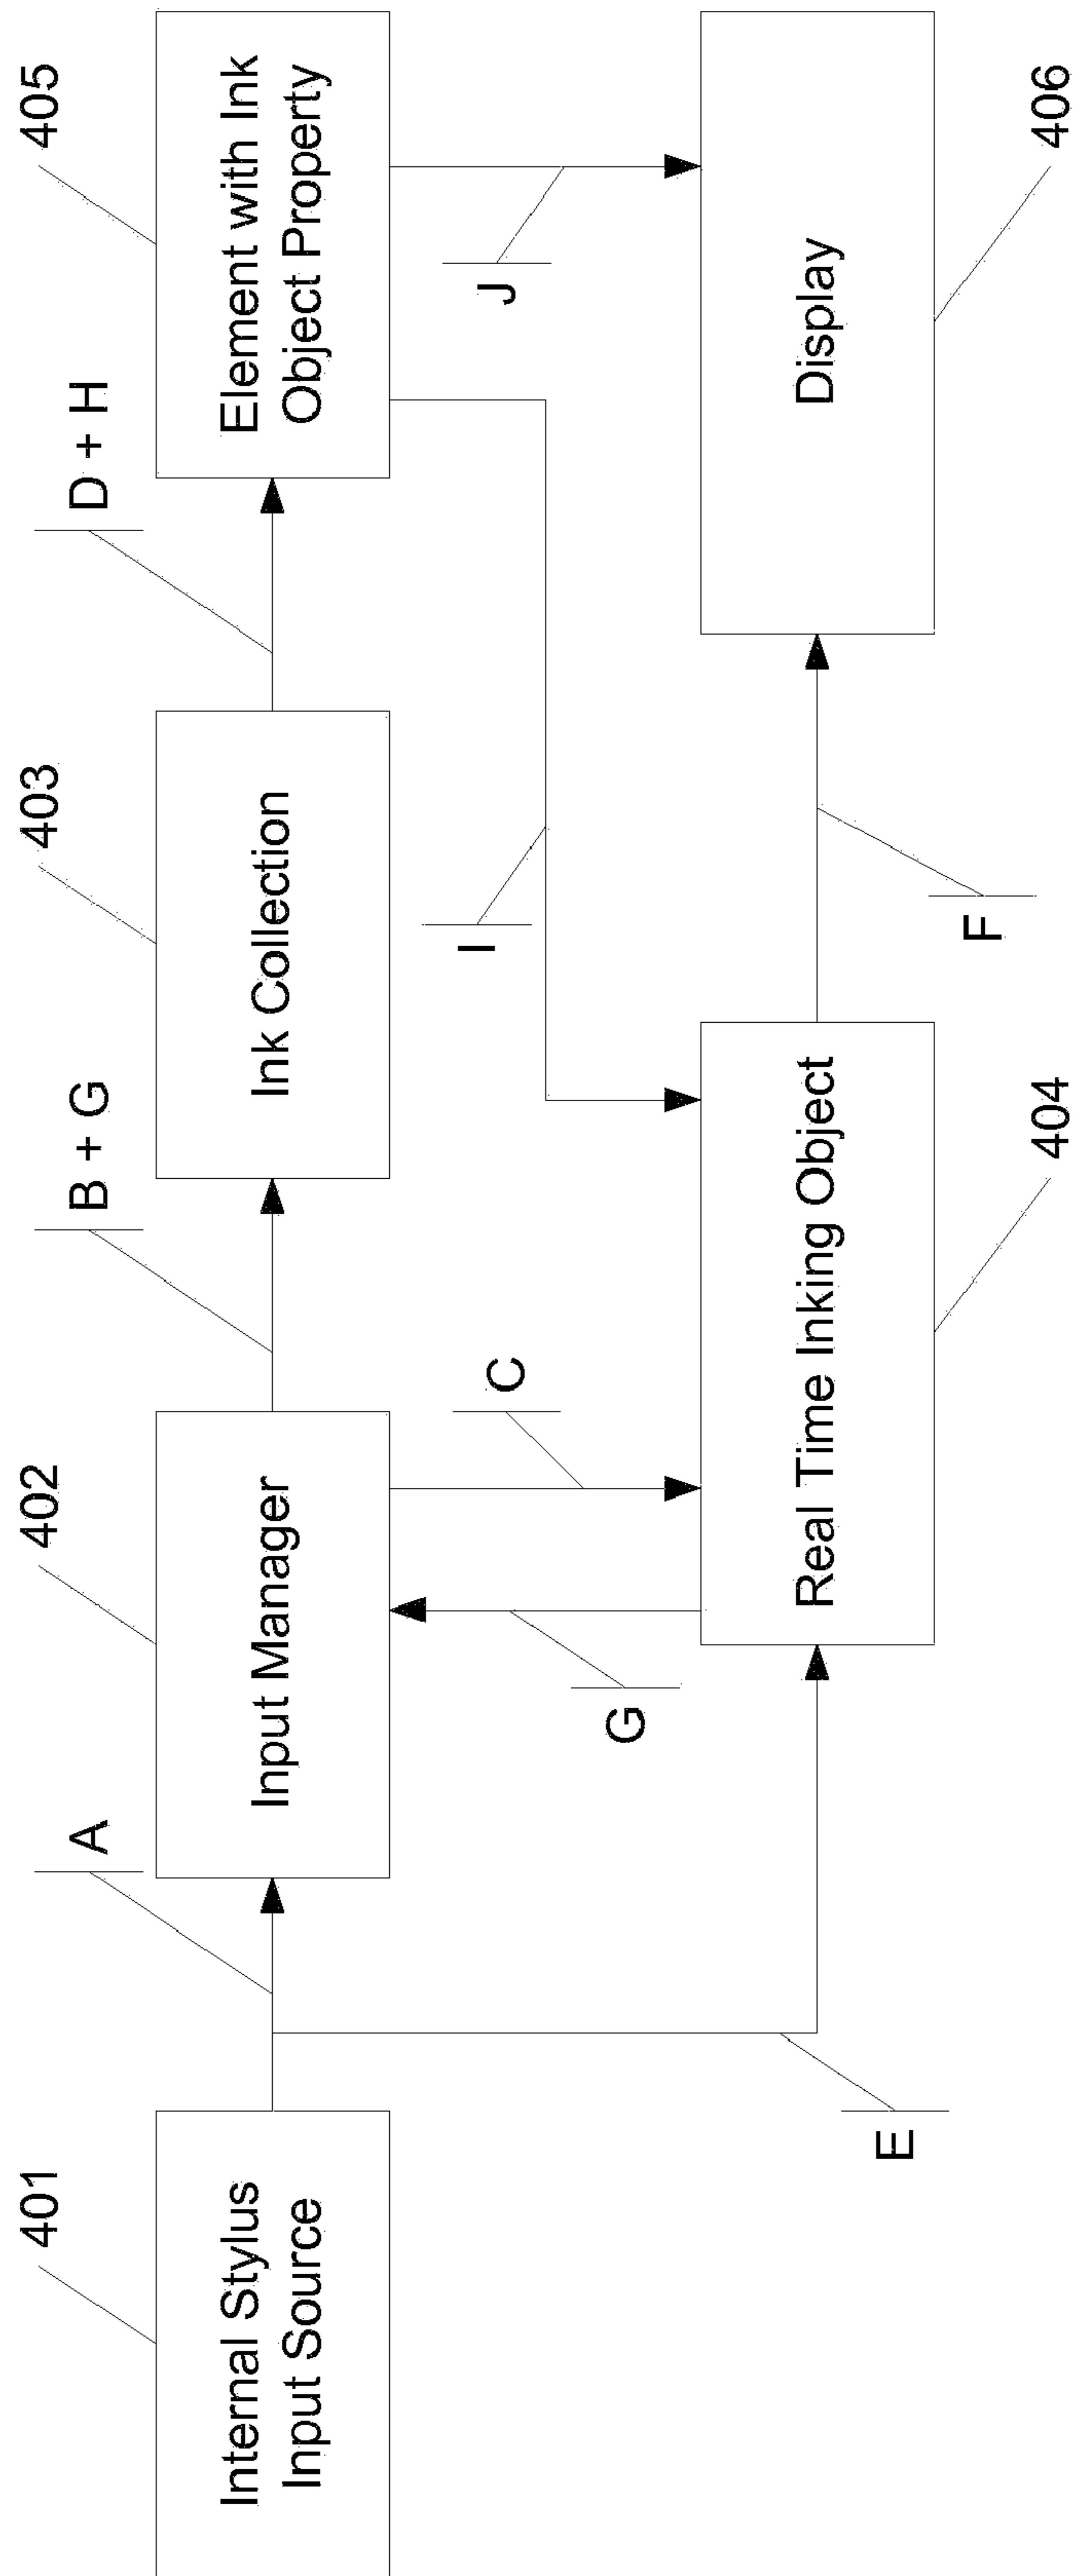 401
Internal Stylus
Input Source
A
E
402
Input Manager
G
C
B + G
403
Ink Collection
I
D + H
405
Element with Ink
Object Property
J
404
Real Time Inking Object
F
406
Display